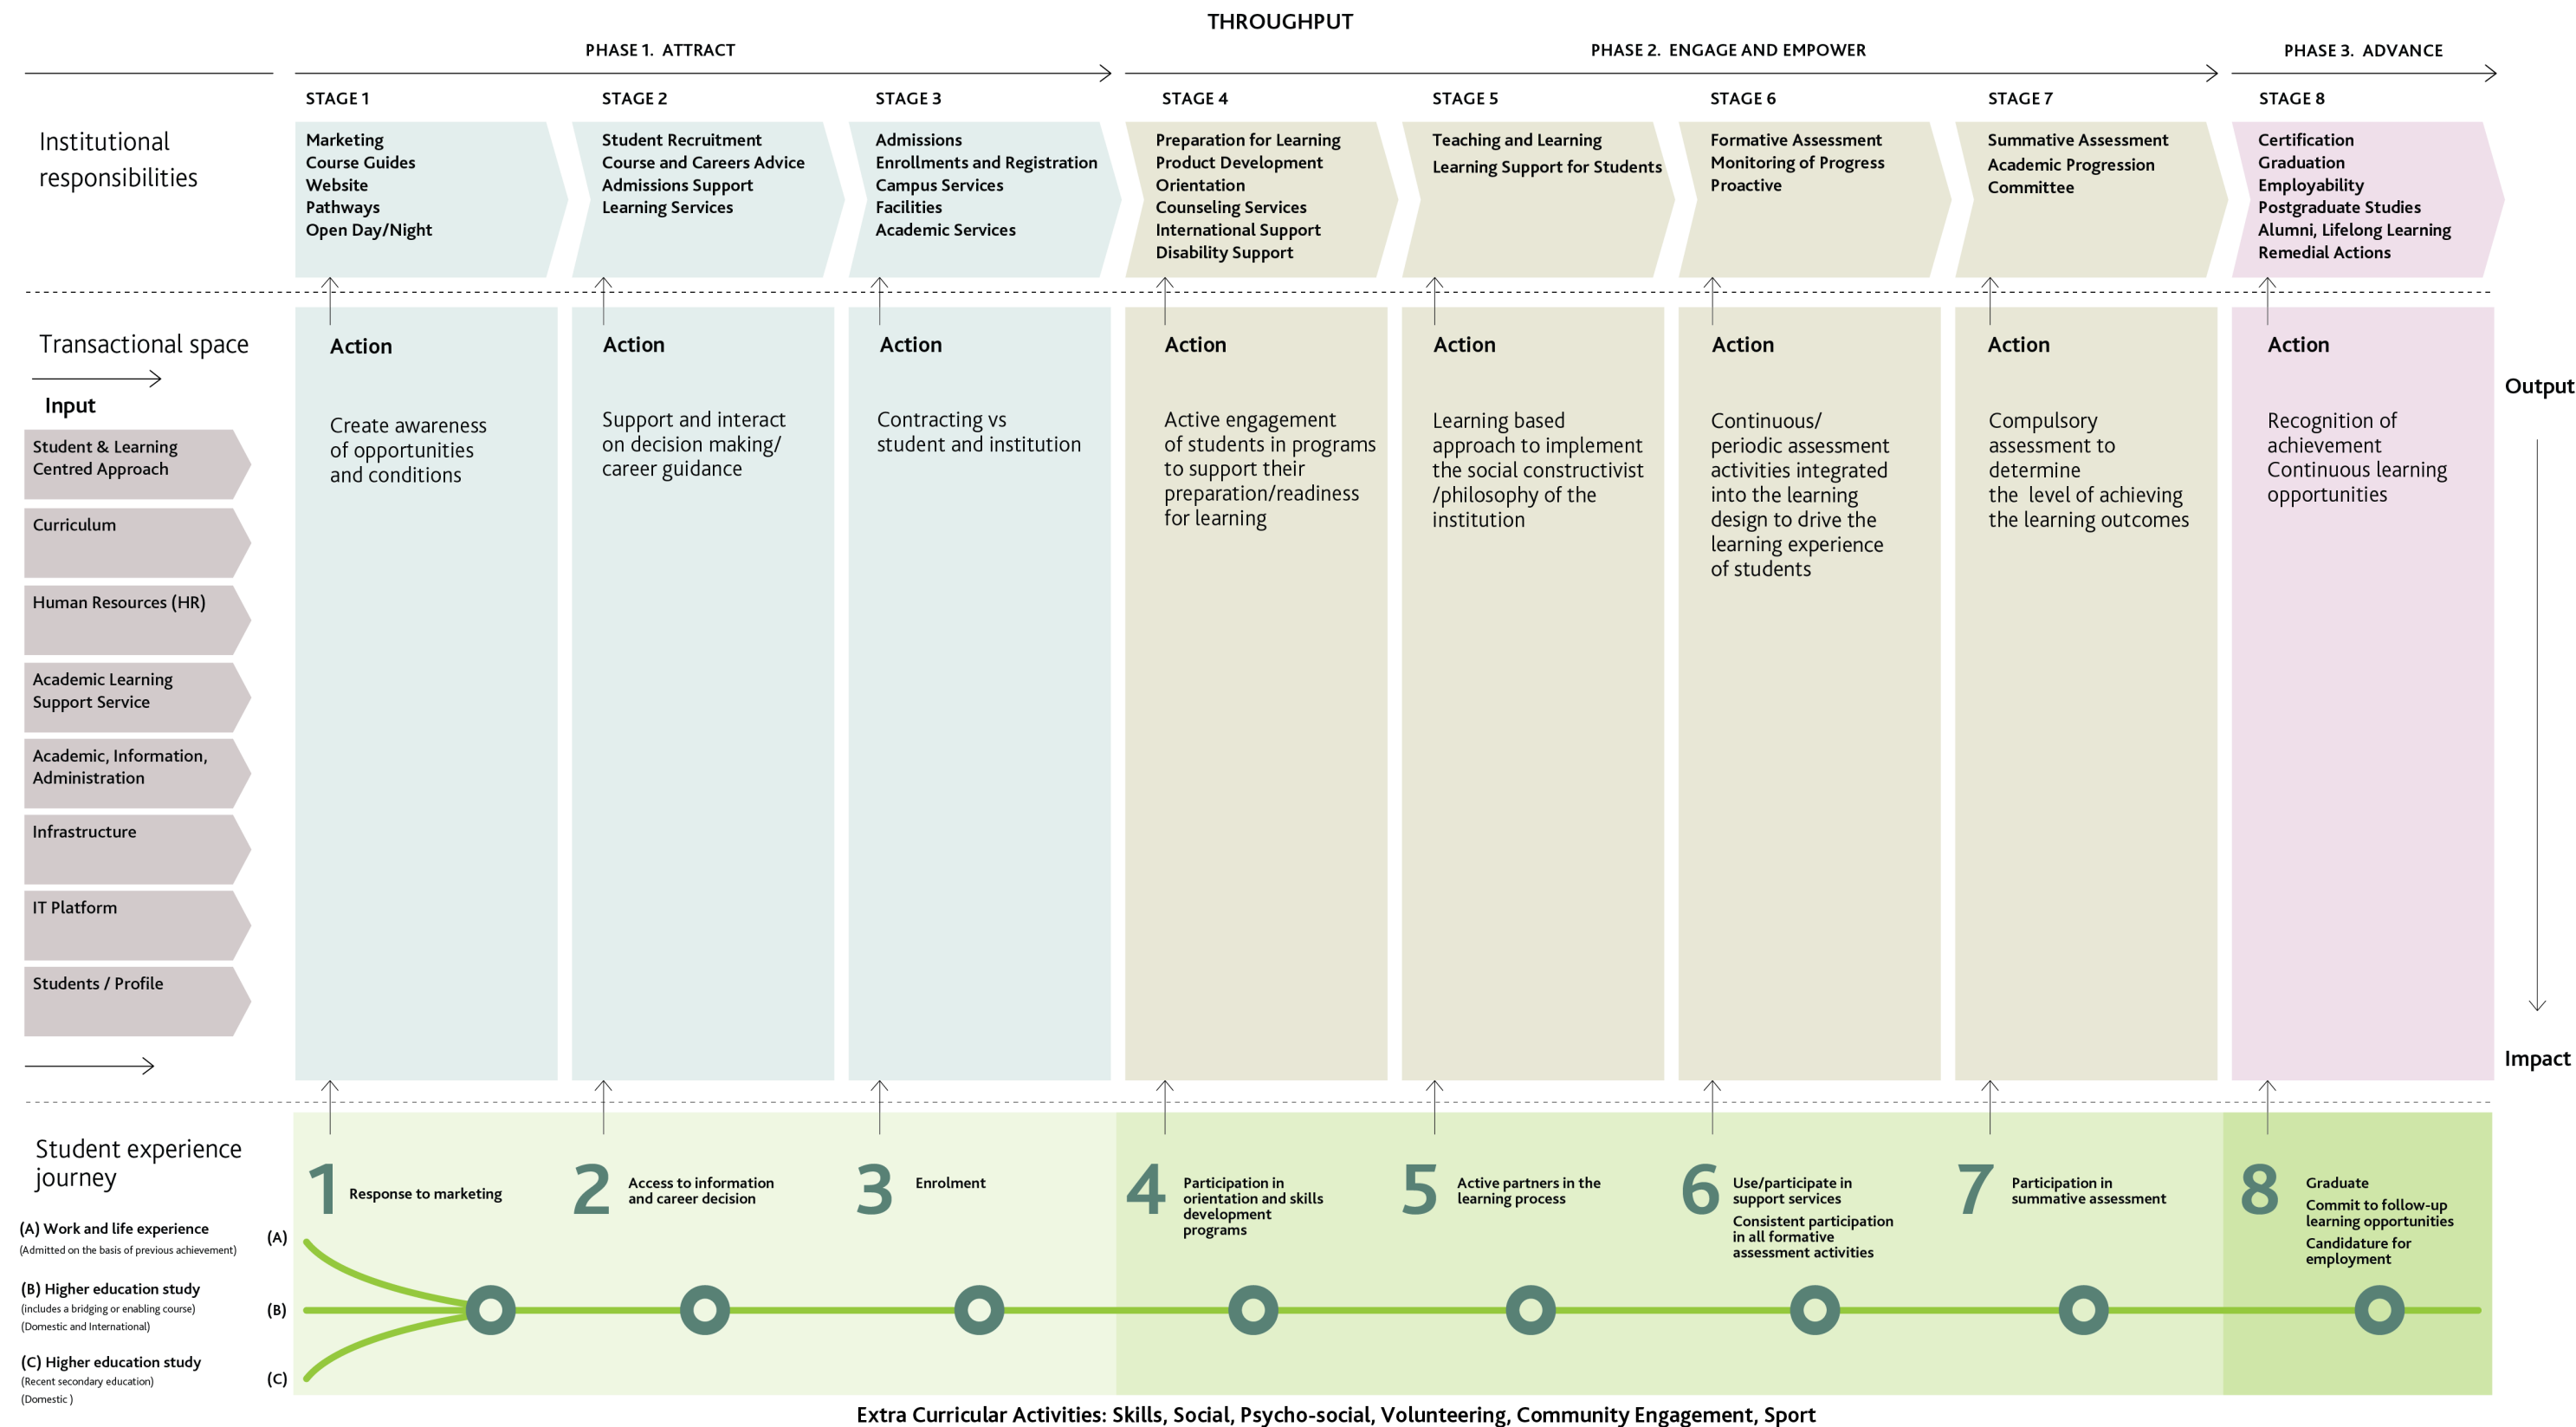 THROUGHPUT
PHASE 1.  ATTRACT
PHASE 2.  ENGAGE AND EMPOWER
PHASE 3.  ADVANCE
STAGE 1
STAGE 2
STAGE 3
STAGE 4
STAGE 5
STAGE 6
STAGE 7
STAGE 8
Institutional
responsibilities
Marketing
Course Guides
Website
Pathways
Open Day/Night
Student Recruitment
Course and Careers Advice
Admissions Support
Learning Services
Admissions
Enrollments and Registration
Campus Services
Facilities
Academic Services
Preparation for Learning
Product Development
Orientation
Counseling Services
International Support
Disability Support
Teaching and Learning
Learning Support for Students
Formative Assessment
Monitoring of Progress
Proactive
Summative Assessment
Academic Progression
Committee
Certification
Graduation
Employability
Postgraduate Studies
Alumni, Lifelong Learning
Remedial Actions
Transactional space
Input
Student & Learning
Centred Approach
Curriculum
Human Resources (HR)
Academic Learning
Support Service
Academic, Information,
Administration
Infrastructure
IT Platform
Students / Profile
Action
Create awareness
of opportunities
and conditions
Action
Support and interact
on decision making/
career guidance
Action
Contracting vs
student and institution
Action
Active engagement
of students in programs
to support their
preparation/readiness
for learning
Action
Learning based
approach to implement
the social constructivist
/philosophy of the
institution
Action
Continuous/
periodic assessment
activities integrated
into the learning
design to drive the
learning experience
of students
Action
Compulsory
assessment to
determine
the  level of achieving
the learning outcomes
Action
Recognition of
achievement
Continuous learning
opportunities
Output
Impact
Student experience
journey
(A) Work and life experience
(Admitted on the basis of previous achievement)
(B) Higher education study
(includes a bridging or enabling course)
(Domestic and International)
(C) Higher education study
(Recent secondary education)
(Domestic )
(A)
(B)
(C)
1
Response to marketing
2
Access to information
and career decision
3
Enrolment
4
Participation in
orientation and skills
development
programs
5
Active partners in the
learning process
6
Use/participate in
support services
Consistent participation
in all formative
assessment activities
7
Participation in
summative assessment
8
Graduate
Commit to follow-up
learning opportunities
Candidature for
employment
Extra Curricular Activities: Skills, Social, Psycho-social, Volunteering, Community Engagement, Sport